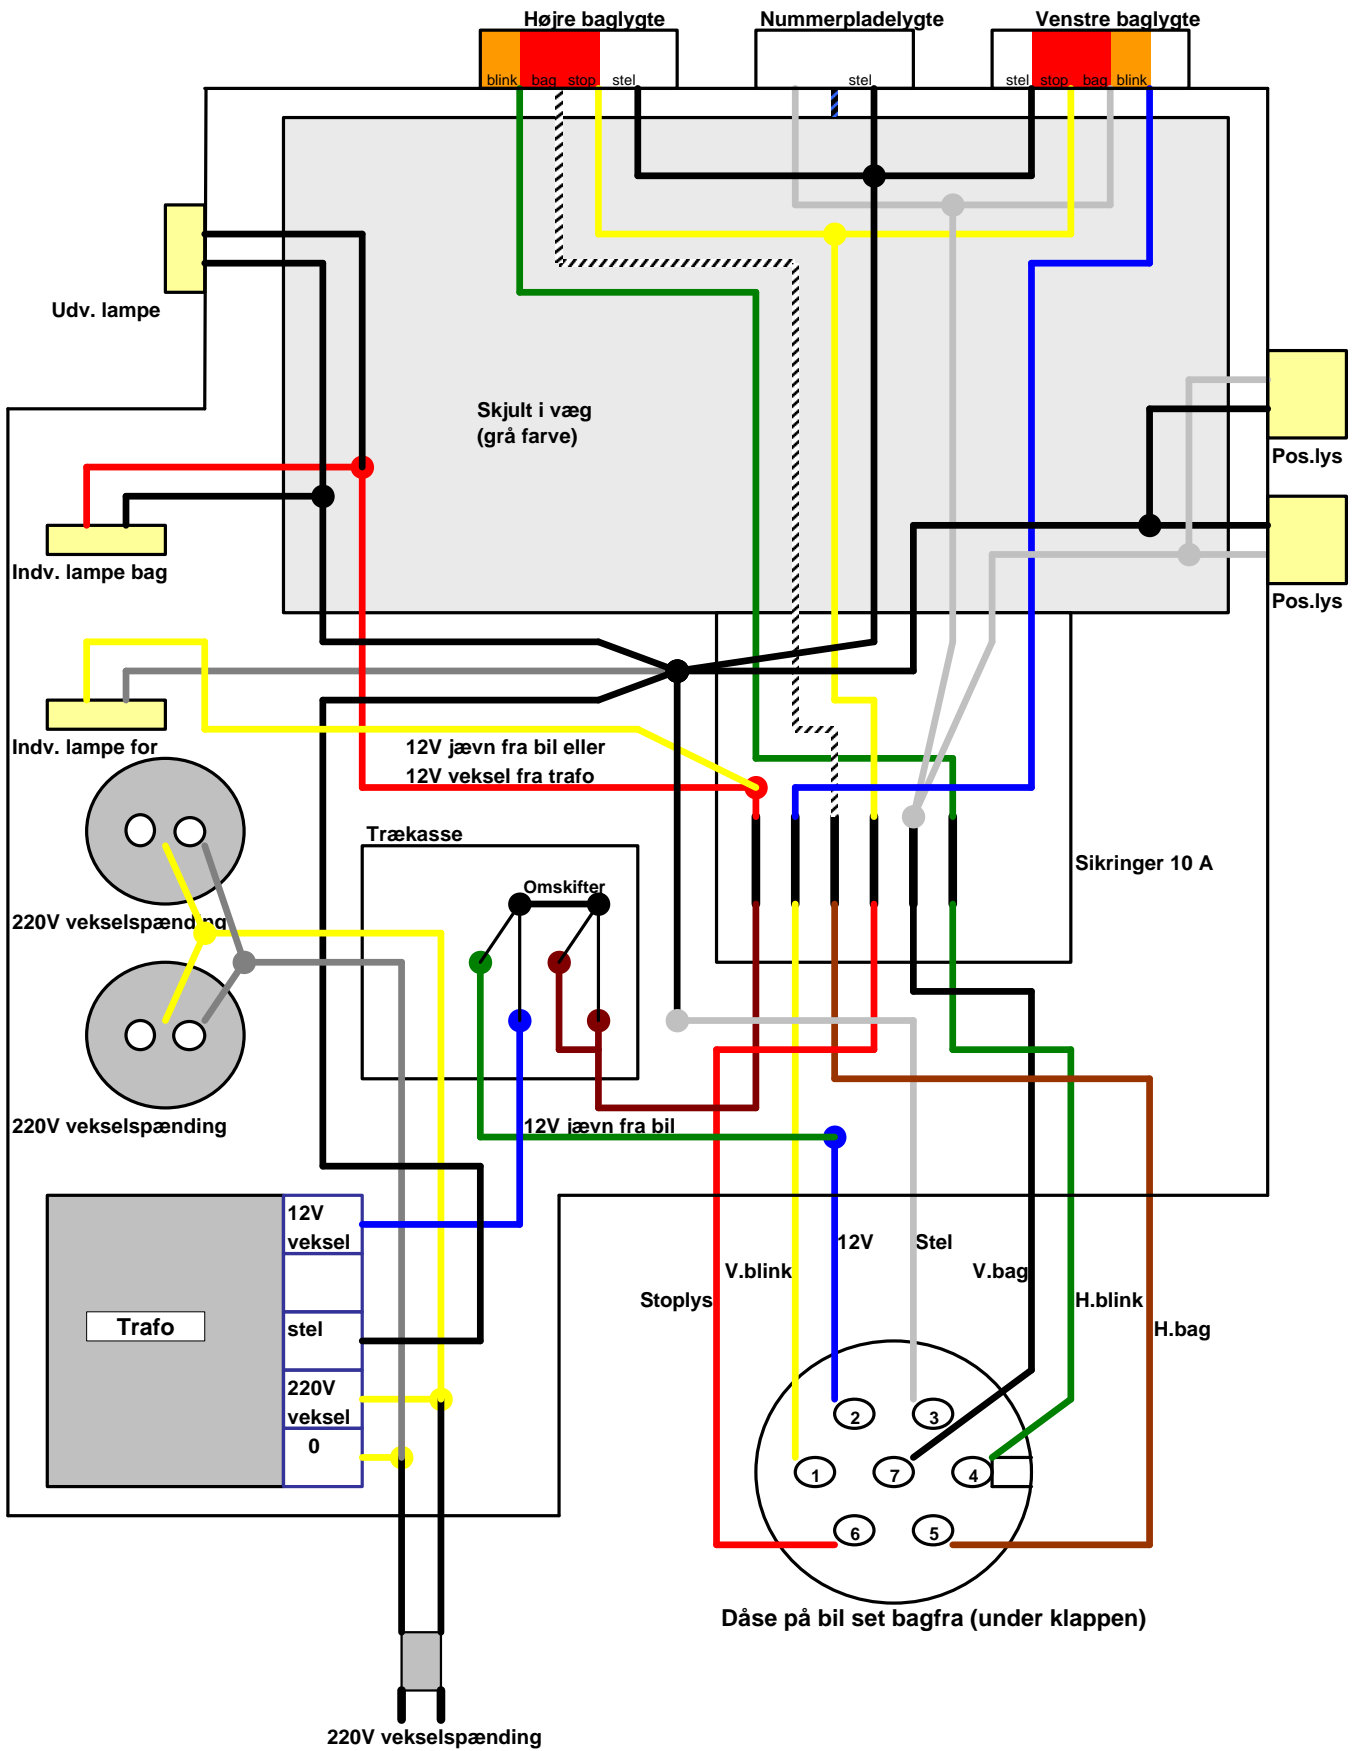 Højre baglygte
Nummerpladelygte
Venstre baglygte
blink bag stop stel
stel
stel stop bag blink
Udv. lampe
Skjult i væg
(grå farve)
Pos.lys
Indv. lampe bag
Pos.lys
Indv. lampe for
12V jævn fra bil eller
12V veksel fra trafo
Trækasse
Omskifter
Sikringer 10 A
220V vekselspænding
220V vekselspænding
12V jævn fra bil
12V
veksel
stel
220V
veksel
0
Trafo
12V
Stel
V.blink
V.bag
Stoplys
H.blink
H.bag
2
3
1
7
4
6
5
Dåse på bil set bagfra (under klappen)
220V vekselspænding